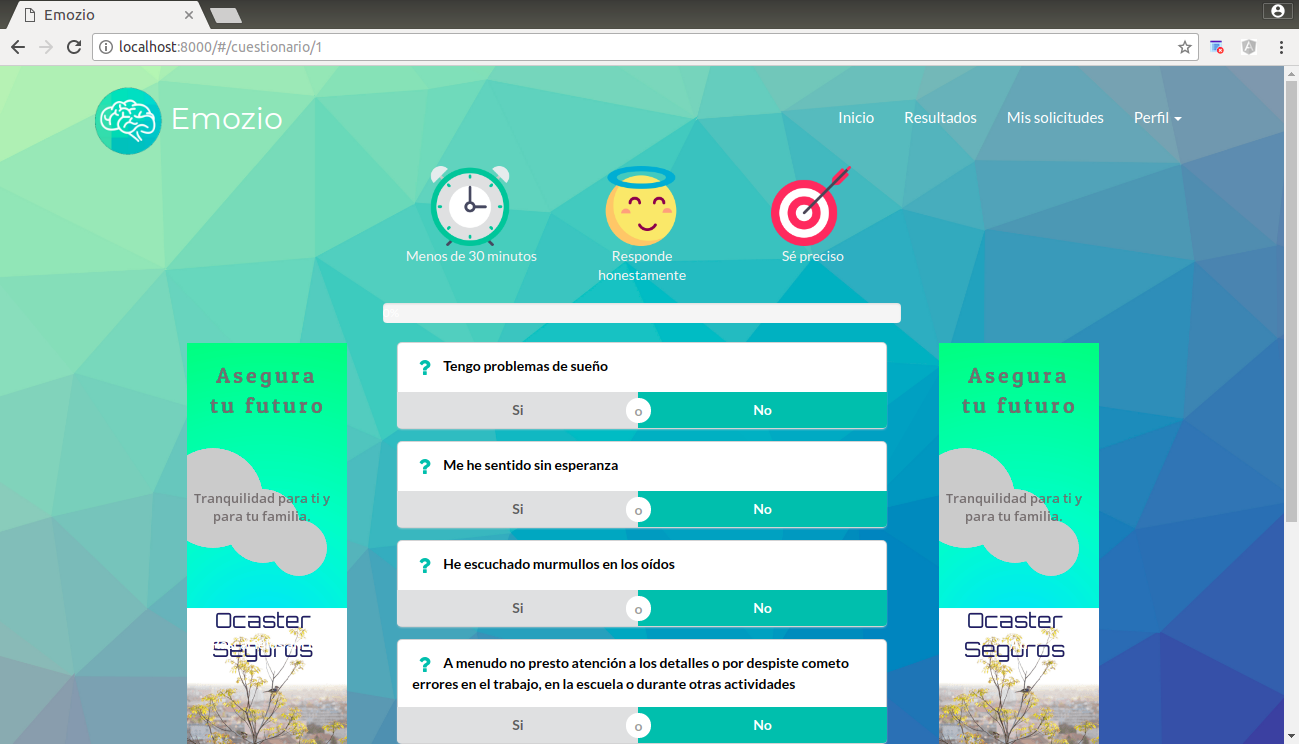 Emozio
localhost:8000/#/cuestionario/1
Emozio
Inicio
Resultados
Mis solicitudes
Perfil
Menos de 30 minutos
Responde
honestamente
Sé preciso
Asegura
tu futuro
Tranquilidad para ti y
para tu familia.
Ocaster
Seguros
? Tengo problemas de sueño
Si
o
No
? Me he sentido sin esperanza
Si
o
No
? He escuchado murmullos en los oídos
Si
o
No
? A menudo no presto atención a los detalles o por despiste cometo
errores en el trabajo, en la escuela o durante otras actividades
Si
o
No
Asegura
tu futuro
Tranquilidad para ti y
para tu familia.
Ocaster
Seguros